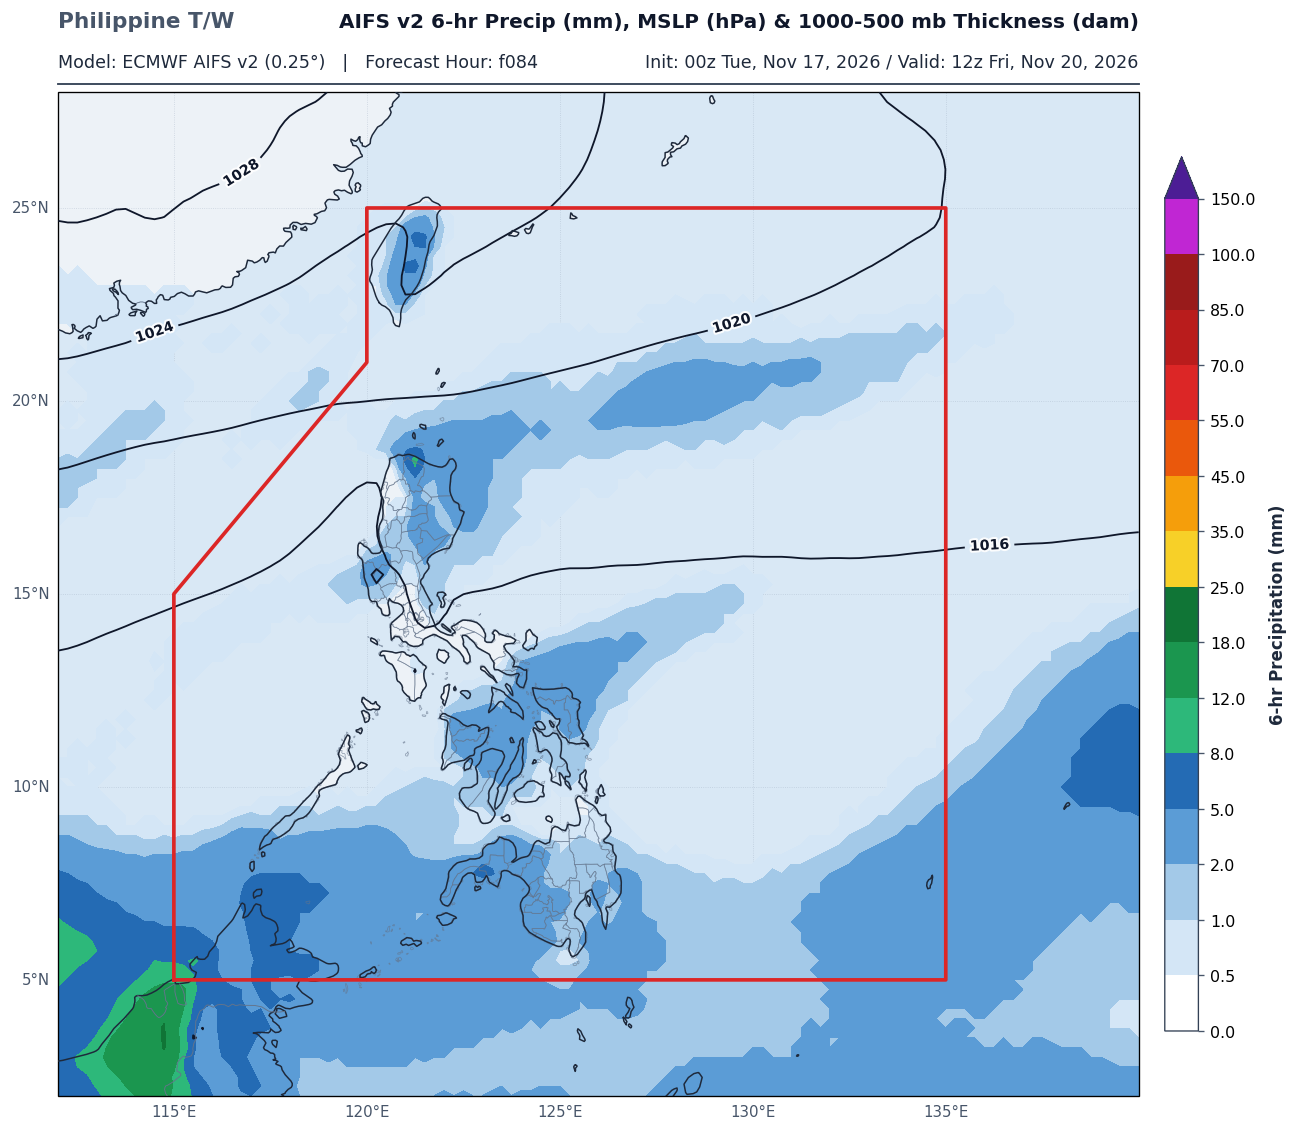 Philippine T/W
AIFS v2 6-hr Precip (mm), MSLP (hPa) & 1000-500 mb Thickness (dam)
Model: ECMWF AIFS v2 (0.25°)   |   Forecast Hour: f084
Init: 00z Tue, Nov 17, 2026 / Valid: 12z Fri, Nov 20, 2026
1028
1024
1020
1016
25°N
20°N
15°N
10°N
5°N
115°E
120°E
125°E
130°E
135°E
150.0
100.0
85.0
70.0
55.0
45.0
35.0
25.0
18.0
12.0
8.0
5.0
2.0
1.0
0.5
0.0
6-hr Precipitation (mm)